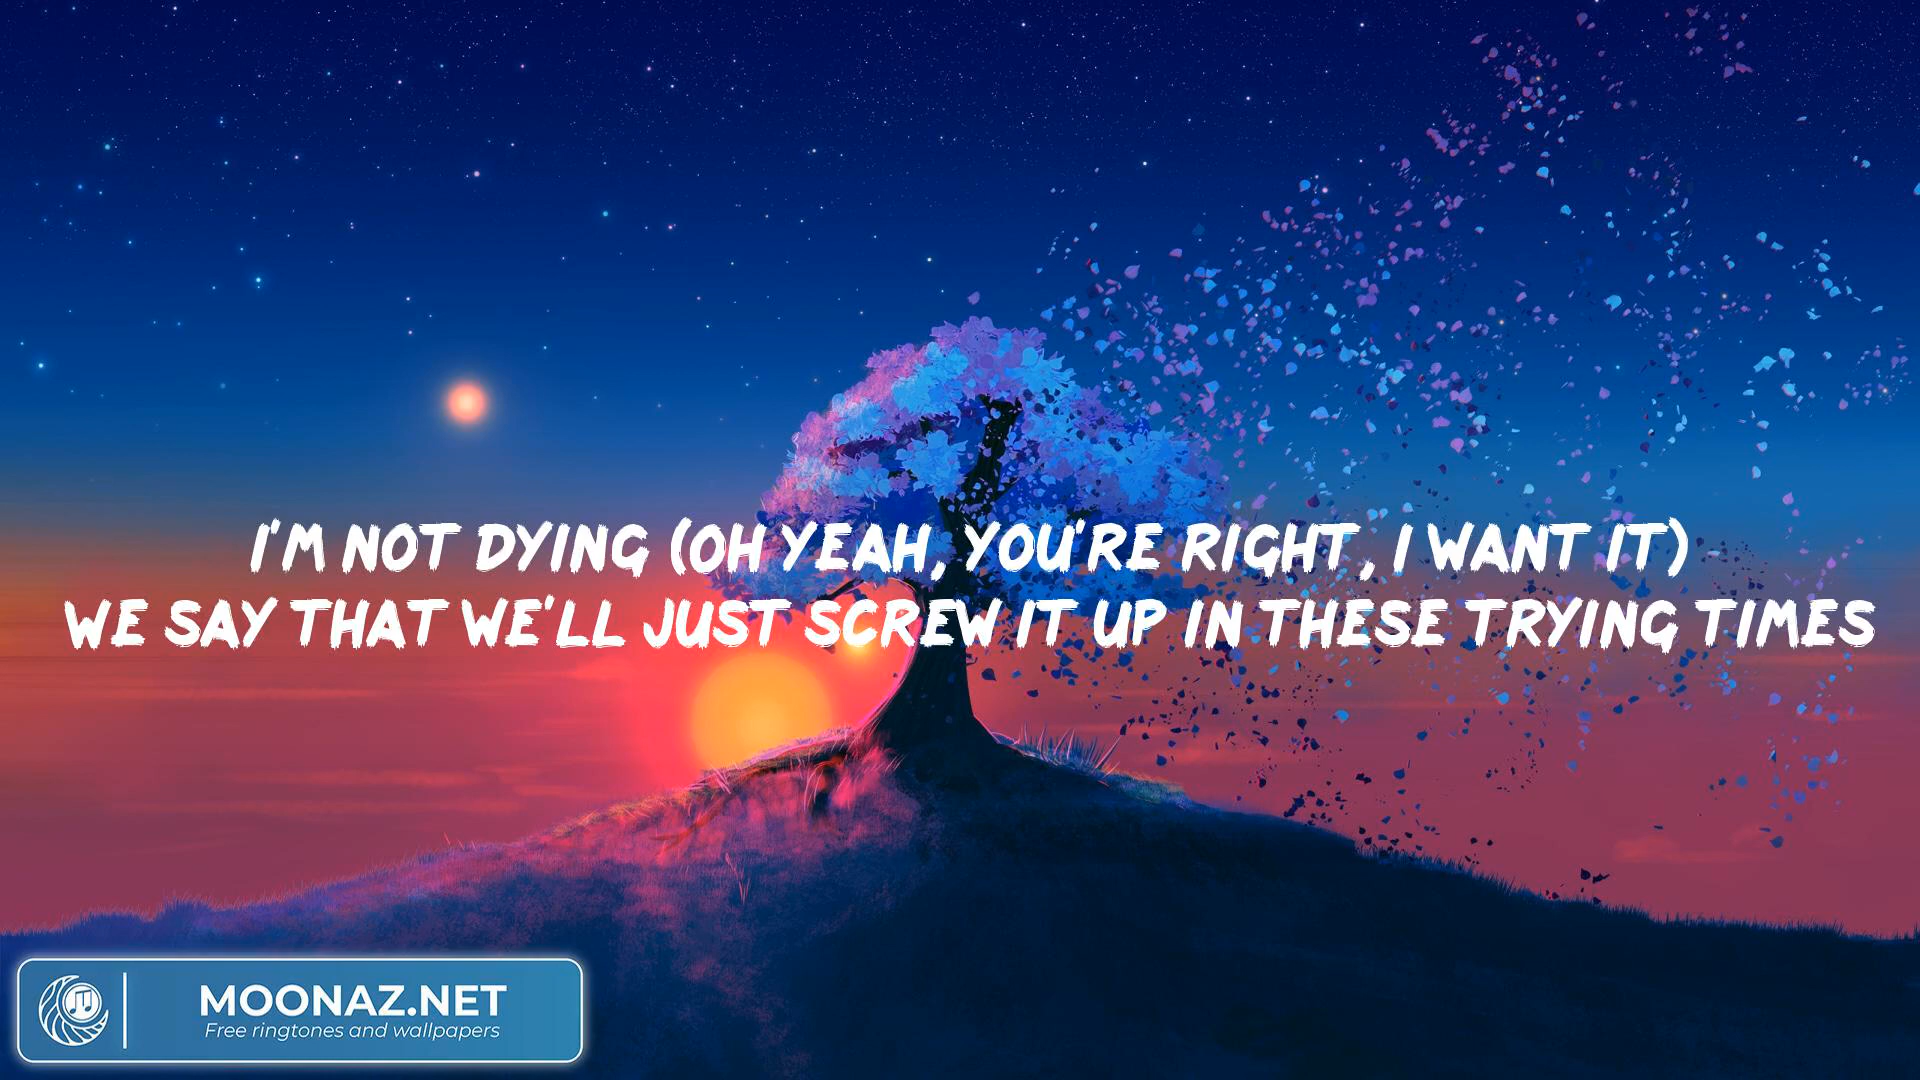 I'M NOT DYING (OH YEAH, YOU'RE RIGHT, I WANT IT)
WE SAY THAT WE'LL JUST SCREW IT UP IN THESE TRYING TIMES
MOONAZ.NET
Free ringtones and wallpapers